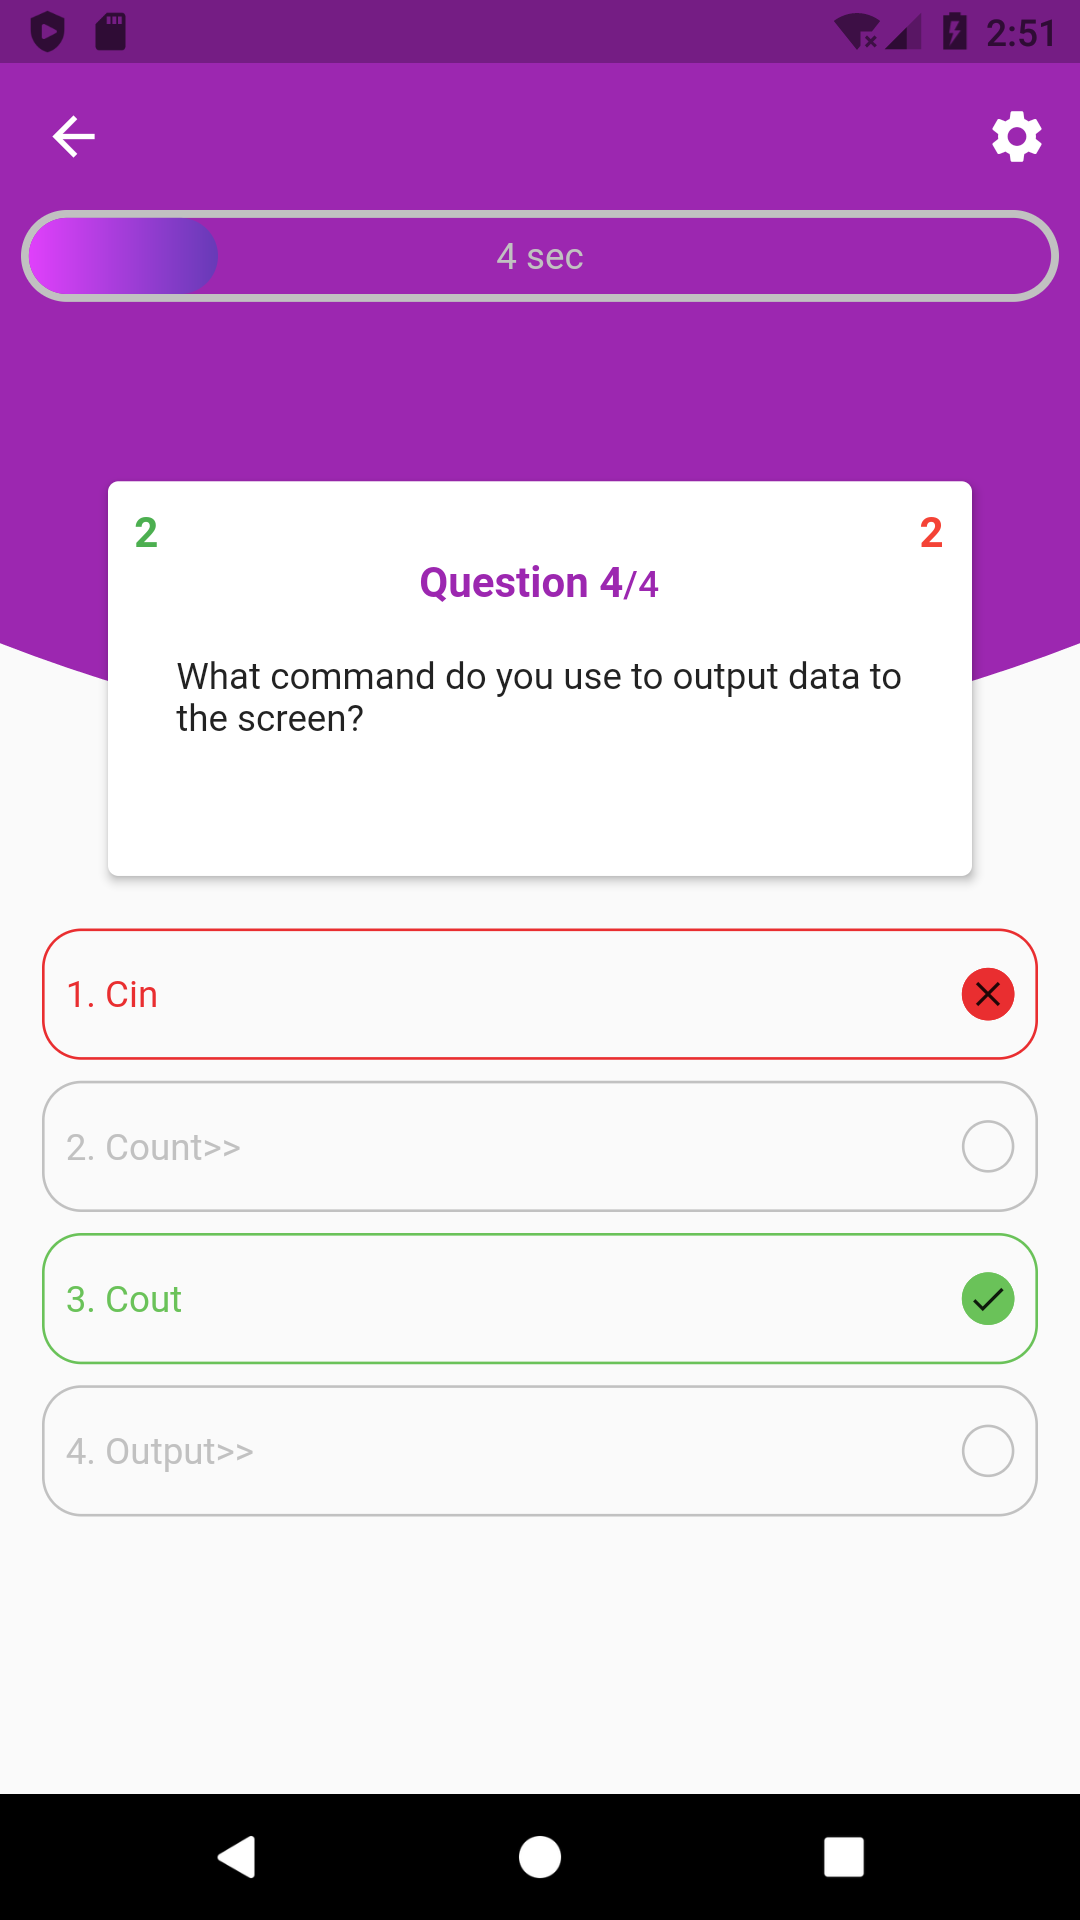 2:51
4 sec
2
2
Question 4/4
What command do you use to output data to
the screen?
1. Cin
2. Count>>
3. Cout
4. Output>>